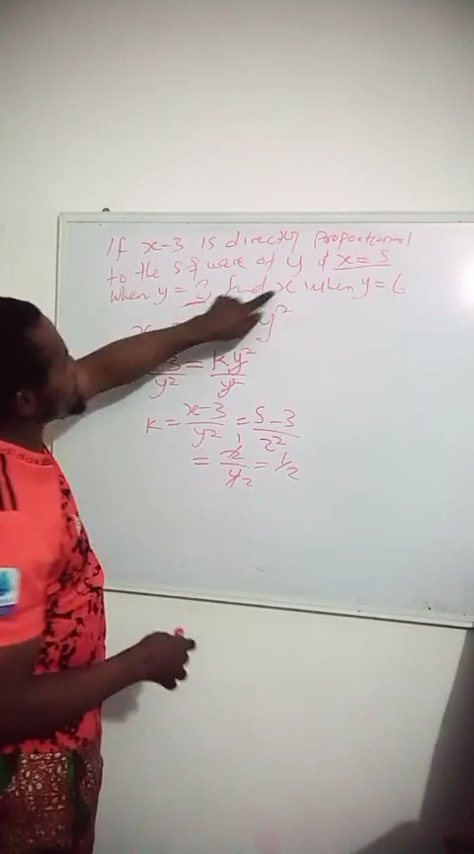 If x-3 is directly proportional
to the square of y & x = 5
when y = 2, find x when y = 6
y²
3/y² = Ky²/y²
K = x-3/y² = 5-3/2²
= 2/4 = 1/2